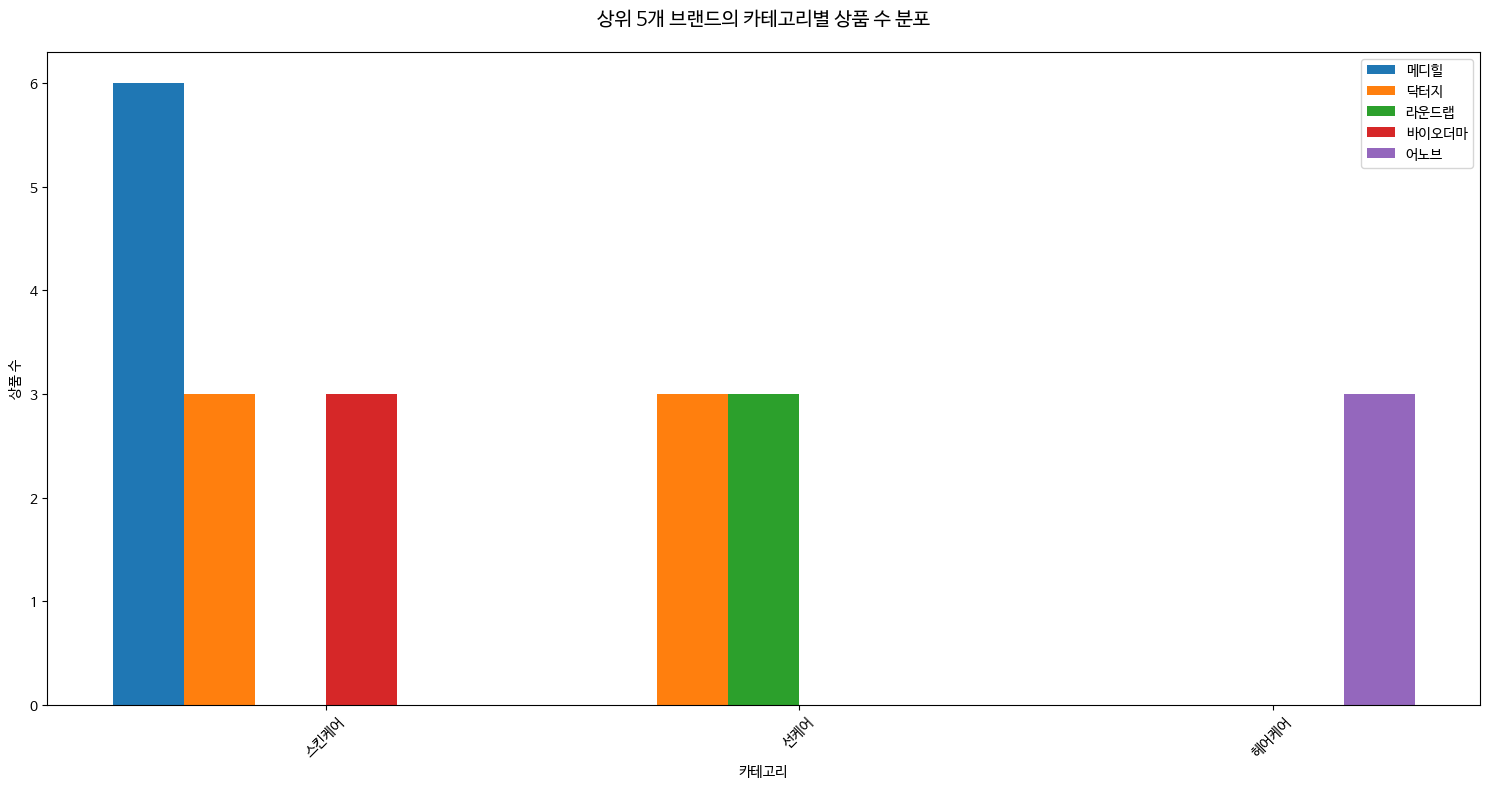 상위 5개 브랜드의 카테고리별 상품 수 분포
메디힐
닥터지
라운드랩
바이오더마
어노브
상품 수
6
5
4
3
2
1
0
스킨케어
선케어
헤어케어
카테고리